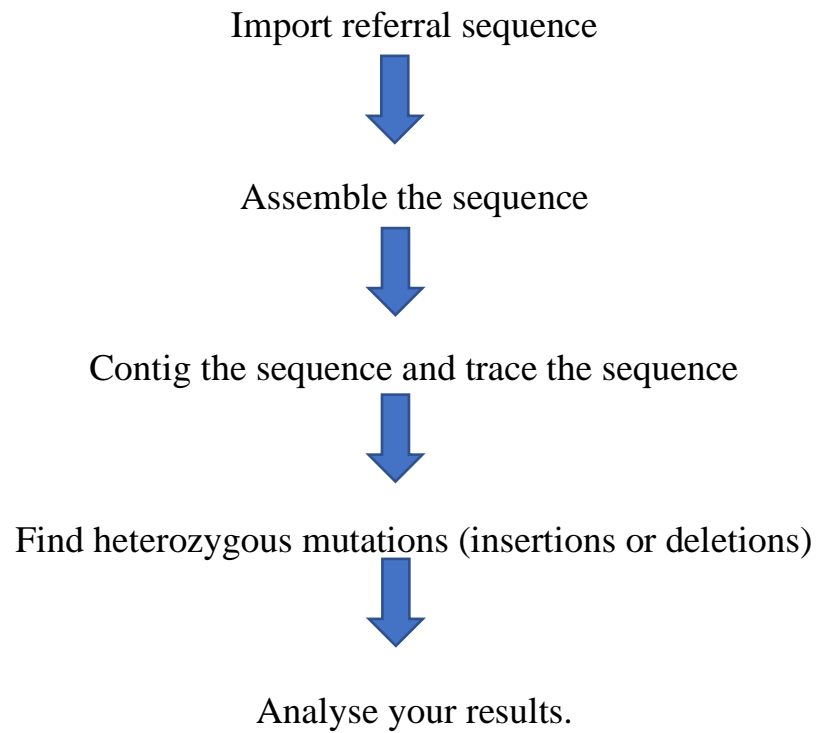 Import referral sequence
Assemble the sequence
Contig the sequence and trace the sequence
Find heterozygous mutations (insertions or deletions)
Analyse your results.